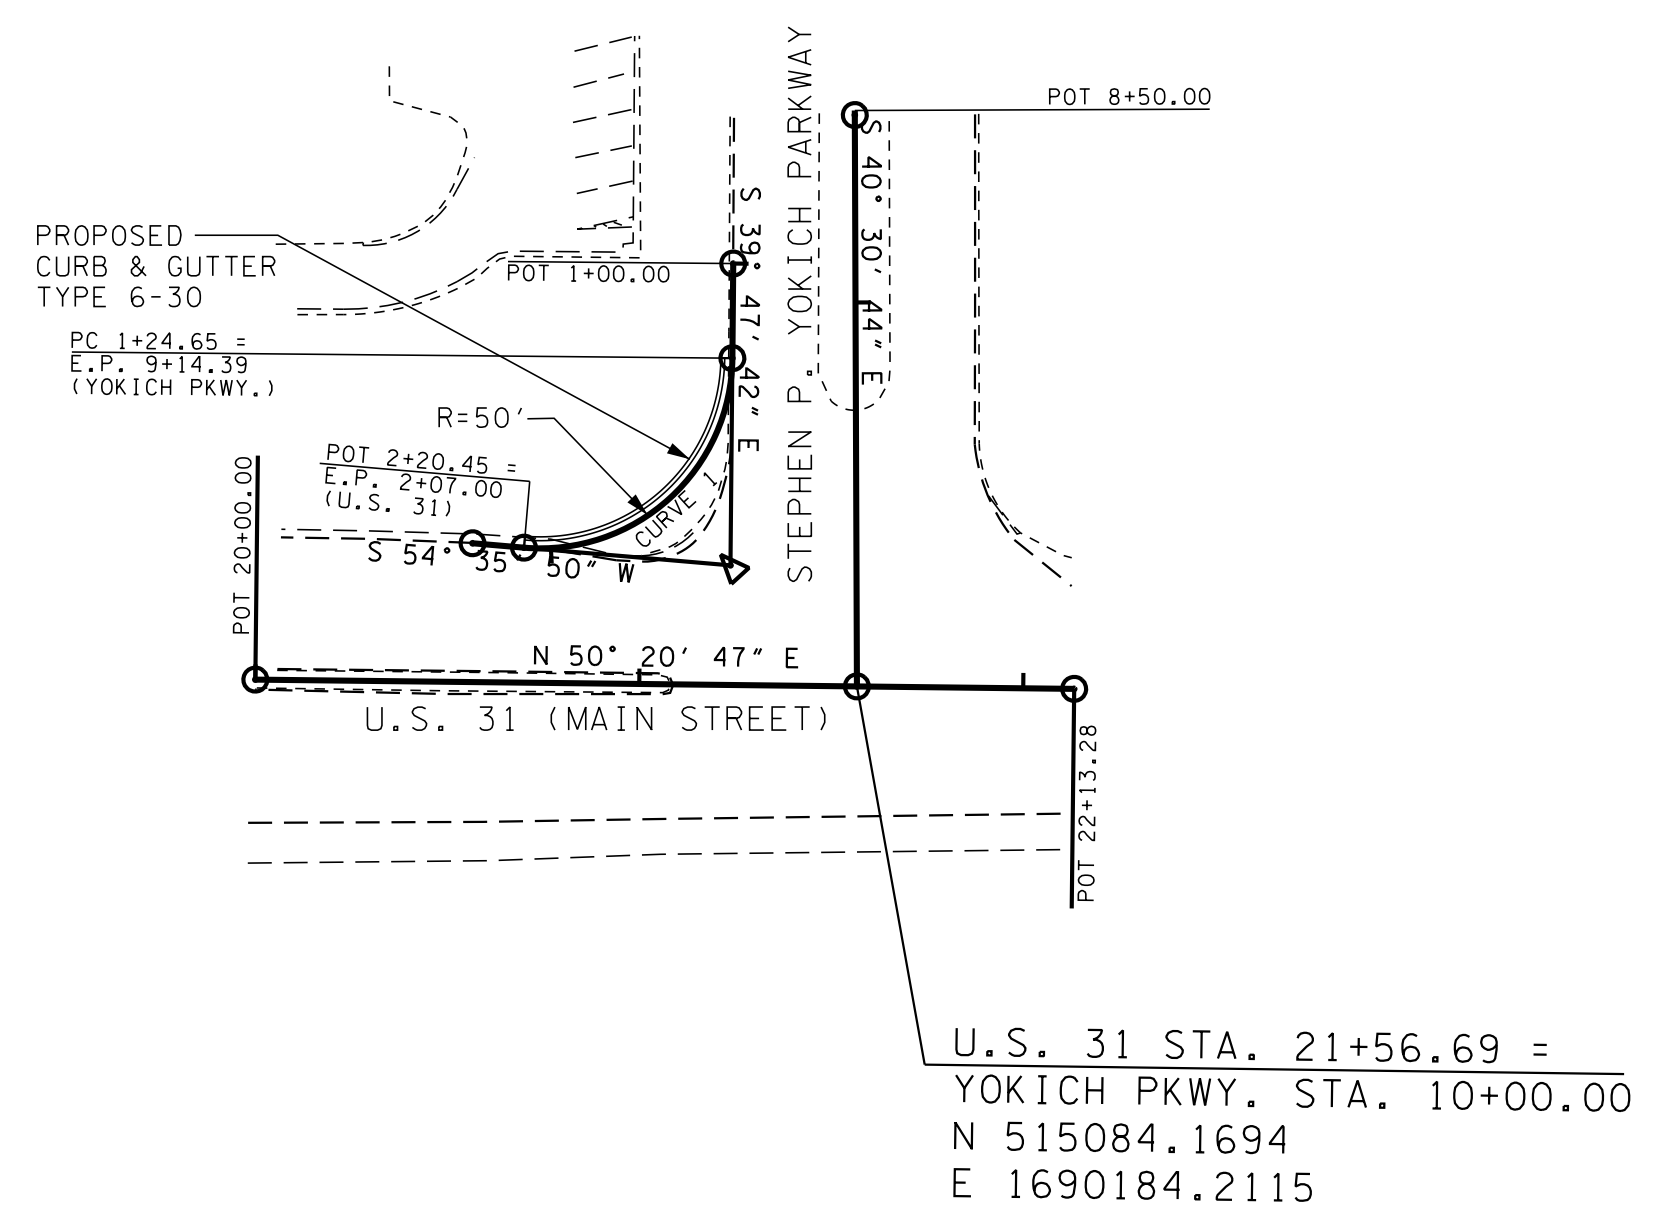 POT 8+50.00
STEPHEN P. YOKICH PARKWAY
S 40° 30' 44" E
S 39° 47' 42" E
PROPOSED
CURB & GUTTER
TYPE 6-30
POT 1+00.00
PC 1+24.65 =
E.P. 9+14.39
(YOKICH PKWY.)
R=50'
POT 2+20.45 =
E.P. 2+07.00
(U.S. 31)
CURVE 1
POT 20+00.00
S 54° 35' 50" W
N 50° 20' 47" E
U.S. 31 (MAIN STREET)
POT 22+13.28
U.S. 31 STA. 21+56.69 =
YOKICH PKWY. STA. 10+00.00
N 515084.1694
E 1690184.2115